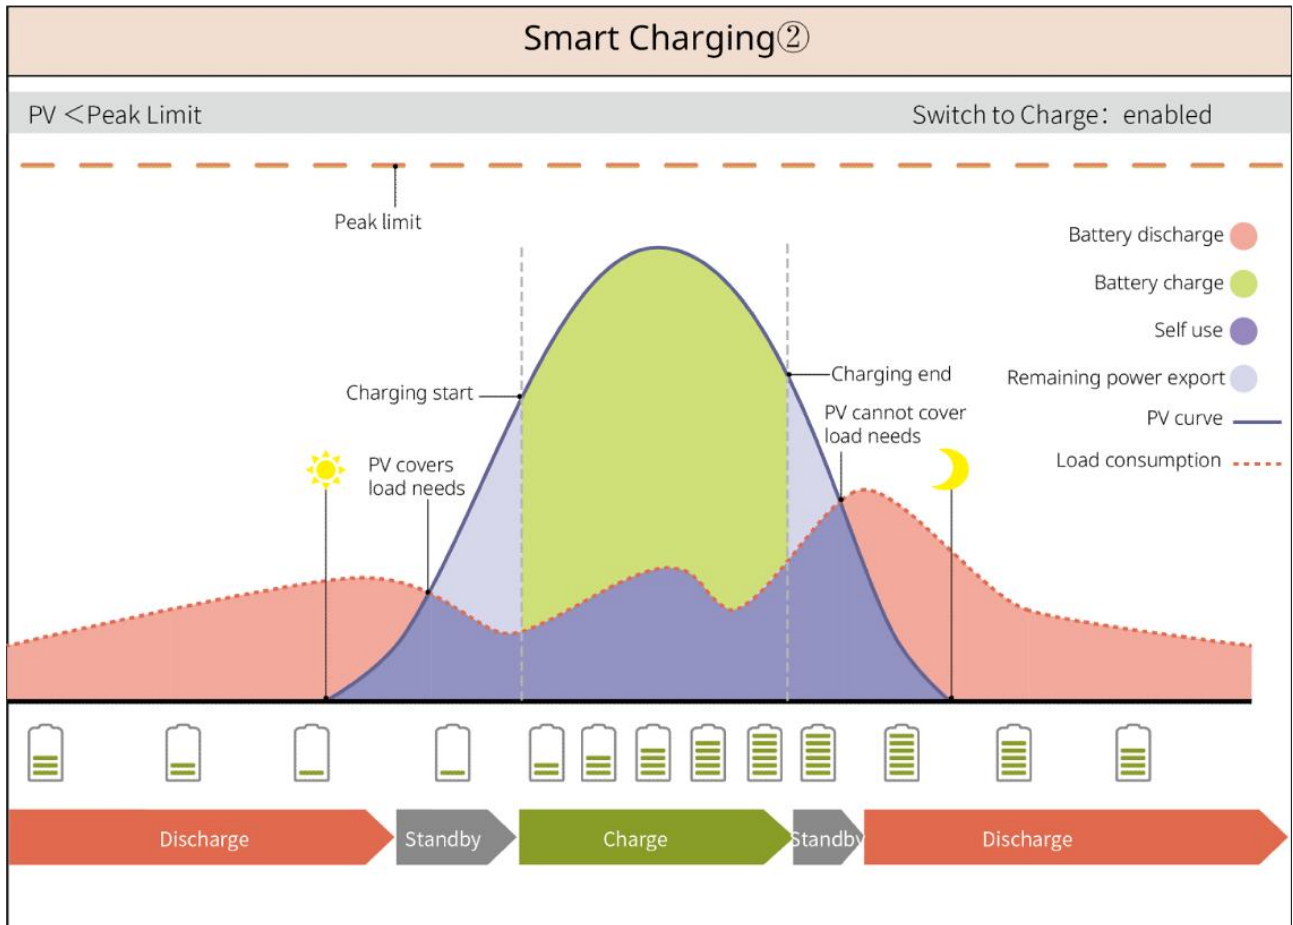 Smart Charging②
PV <Peak Limit
Switch to Charge: enabled
Peak limit
Battery discharge
Battery charge
Self use
Remaining power export
PV curve
Load consumption
Charging start
Charging end
PV cannot cover
load needs
PV covers
load needs
Discharge
Standby
Charge
Standby
Discharge